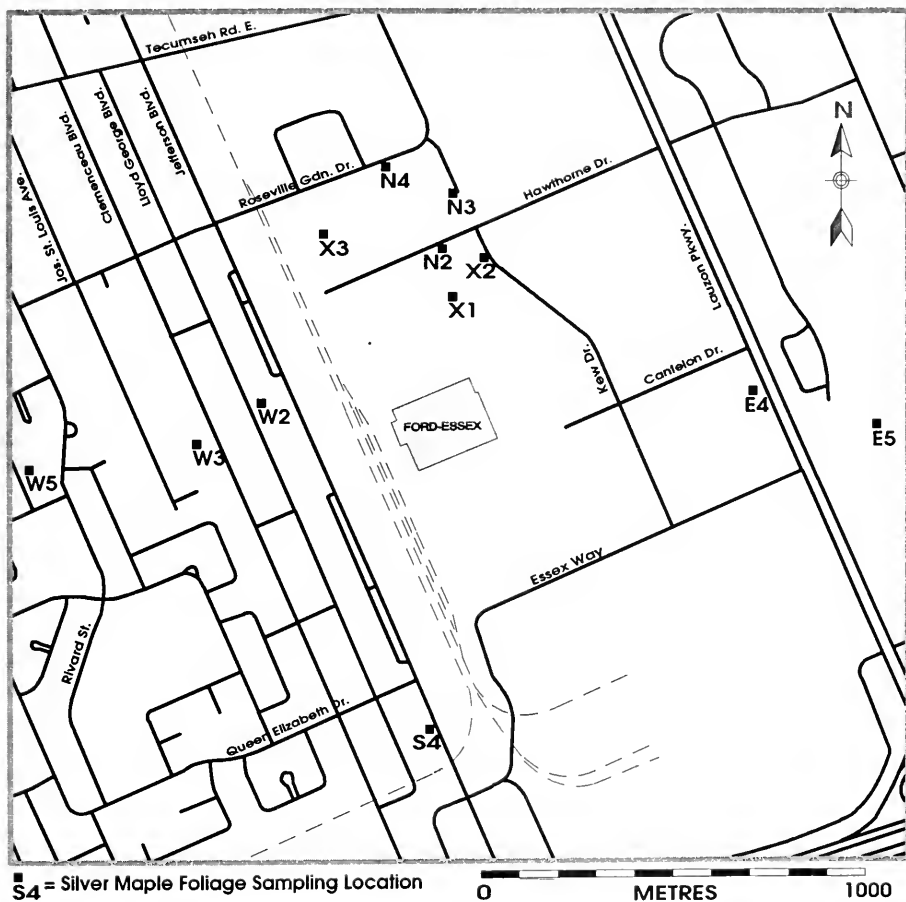 Tecumseh Rd. E.
Jos. St. Louis Ave.
Clemenceau Blvd.
Lloyd George Blvd.
Jefferson Blvd.
N
Roseville Gdn. Dr.
N4
N3
Hawthorne Dr.
X3
N2
X2
X1
Lauzon Pkwy.
Kew Dr.
Cantelon Dr.
W2
FORD-ESSEX
E4
E5
W3
W5
Essex Way
Rivard St.
Queen Elizabeth Dr.
S4
S4 = Silver Maple Foliage Sampling Location
0 METRES 1000